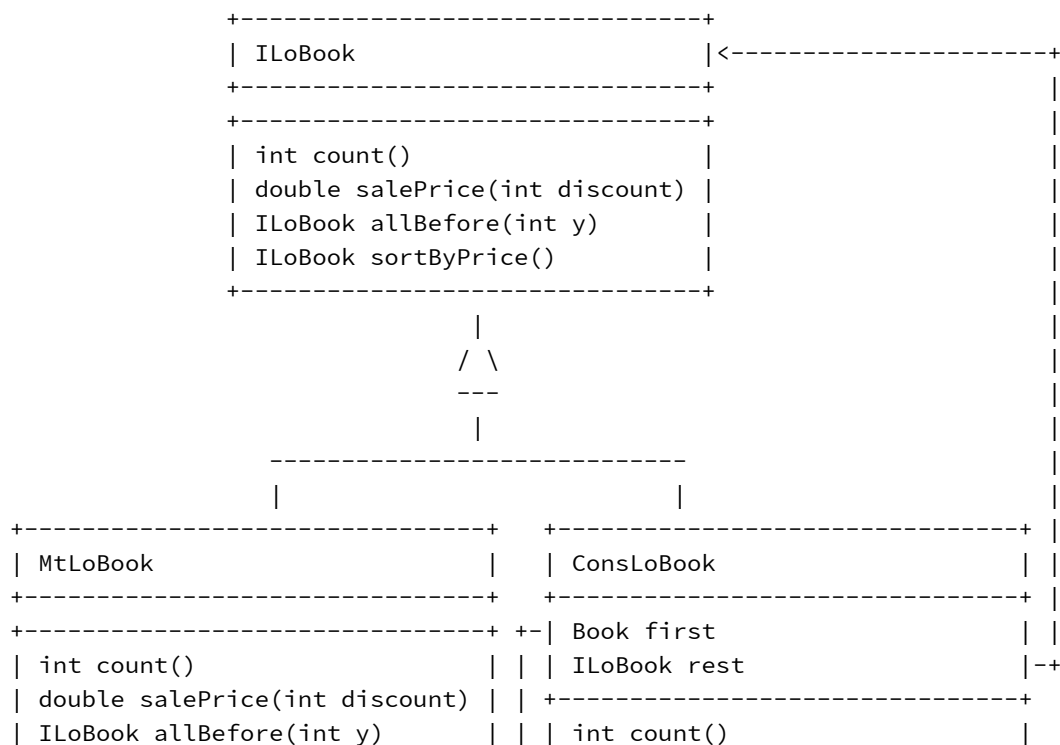 ILoBook
int count()
double salePrice(int discount)
ILoBook allBefore(int y)
ILoBook sortByPrice()
MtLoBook
int count()
double salePrice(int discount)
ILoBook allBefore(int y)
ConsLoBook
Book first
ILoBook rest
int count()